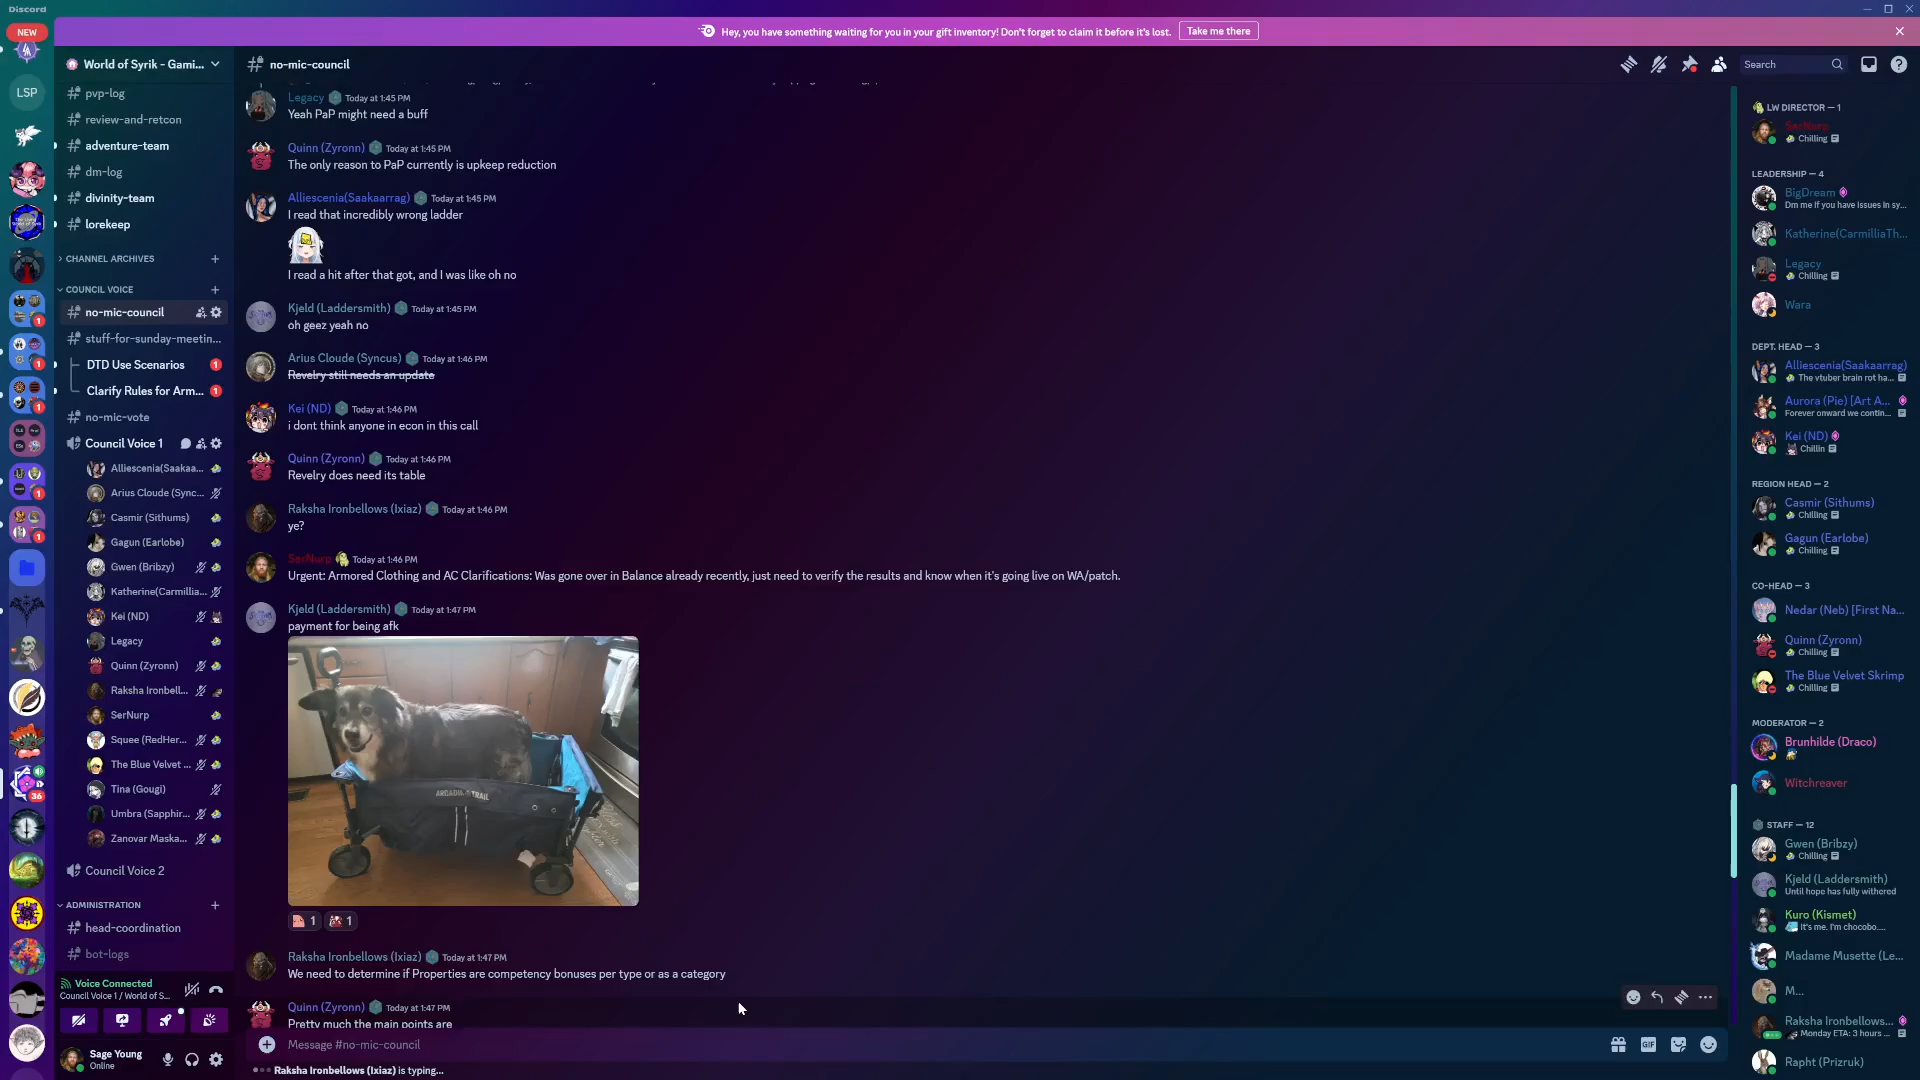 Discord
NEW
Hey, you have something waiting for you in your gift inventory! Don't forget to claim it before it's lost.
Take me there
World of Syrik - Gami...
no-mic-council
Search
LSP
pvp-log
review-and-retcon
adventure-team
dm-log
divinity-team
lorekeep
CHANNEL ARCHIVES
COUNCIL VOICE
no-mic-council
stuff-for-sunday-meetin...
DTD Use Scenarios
1
Clarify Rules for Arm...
1
no-mic-vote
Council Voice 1
Alliescenia(Saakaa...
Arius Cloude (Sync...
Casmir (Sithums)
Gagun (Earlobe)
Gwen (Bribzy)
Katherine(Carmillia...
Kei (ND)
Legacy
Quinn (Zyronn)
Raksha Ironbell...
SerNurp
Squee (RedHer...
The Blue Velvet ...
Tina (Gougi)
Umbra (Sapphir...
Zanovar Maska...
Council Voice 2
ADMINISTRATION
head-coordination
bot-logs
Voice Connected
Council Voice 1 / World of S...
Sage Young
Online
1
1
1
1
1
1
36
Legacy Today at 1:45 PM
Yeah PaP might need a buff
Quinn (Zyronn) Today at 1:45 PM
The only reason to PaP currently is upkeep reduction
Alliescenia(Saakaarrag) Today at 1:45 PM
I read that incredibly wrong ladder
I read a hit after that got, and I was like oh no
Kjeld (Laddersmith) Today at 1:45 PM
oh geez yeah no
Arius Cloude (Syncus) Today at 1:46 PM
Revelry still needs an update
Kei (ND) Today at 1:46 PM
i dont think anyone in econ in this call
Quinn (Zyronn) Today at 1:46 PM
Revelry does need its table
Raksha Ironbellows (Ixiaz) Today at 1:46 PM
ye?
SerNurp Today at 1:46 PM
Urgent: Armored Clothing and AC Clarifications: Was gone over in Balance already recently, just need to verify the results and know when it's going live on WA/patch.
Kjeld (Laddersmith) Today at 1:47 PM
payment for being afk
ARCADIA TRAIL
1
1
Raksha Ironbellows (Ixiaz) Today at 1:47 PM
We need to determine if Properties are competency bonuses per type or as a category
Quinn (Zyronn) Today at 1:47 PM
Pretty much the main points are
Message #no-mic-council
GIF
Raksha Ironbellows (Ixiaz) is typing...
LW DIRECTOR — 1
SerNurp
Chilling
LEADERSHIP — 4
BigDream
Dm me if you have issues in sy...
Katherine(CarmilliaTh...
Legacy
Chilling
Wara
DEPT. HEAD — 3
Alliescenia(Saakaarrag)
The vtuber brain rot ha...
Aurora (Pie) [Art A...
Forever onward we contin...
Kei (ND)
Chillin
REGION HEAD — 2
Casmir (Sithums)
Chilling
Gagun (Earlobe)
Chilling
CO-HEAD — 3
Nedar (Neb) [First Na...
Quinn (Zyronn)
Chilling
The Blue Velvet Skrimp
Chilling
MODERATOR — 2
Brunhilde (Draco)
Witchreaver
STAFF — 12
Gwen (Bribzy)
Chilling
Kjeld (Laddersmith)
Until hope has fully withered
Kuro (Kismet)
It's me. I'm chocobo....
Madame Musette (Le...
M...
Raksha Ironbellows...
Monday ETA: 3 hours ...
Rapht (Prizruk)